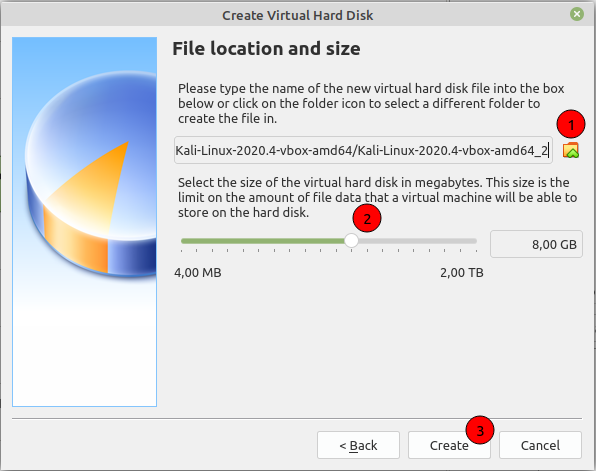 Create Virtual Hard Disk
File location and size
Please type the name of the new virtual hard disk file into the box
below or click on the folder icon to select a different folder to
create the file in.
1
Kali-Linux-2020.4-vbox-amd64/Kali-Linux-2020.4-vbox-amd64_2
Select the size of the virtual hard disk in megabytes. This size is the
limit on the amount of file data that a virtual machine will be able to
store on the hard disk.
2
8,00 GB
4,00 MB
2,00 TB
3
< Back
Create
Cancel